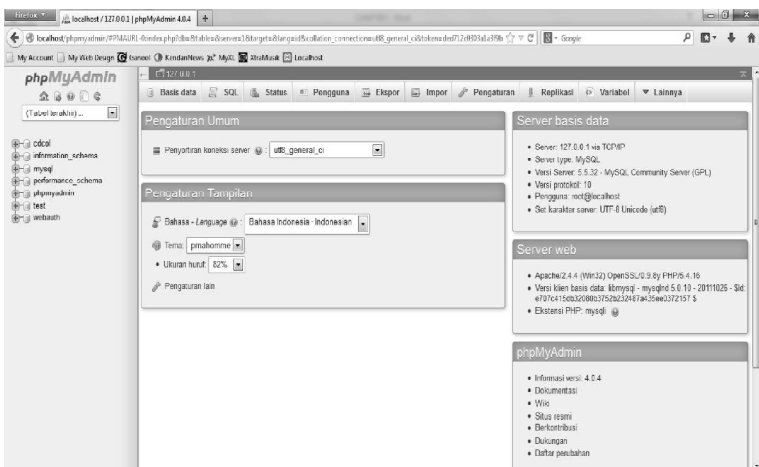 Firefox
localhost / 127.0.0.1 | phpMyAdmin 4.0.4
Google
My Account My Web Design KendanNews MyXL XtraMusik Localhost
phpMyAdmin
(Tabel terakhir) ...
cdcol
information_schema
mysql
performance_schema
phpmyadmin
test
webauth
127.0.0.1
Basis data SQL Status Pengguna Ekspor Impor Pengaturan Replikasi Variabel Lainnya
Pengaturan Umum
Penyortiran koneksi server : utf8_general_ci
Pengaturan Tampilan
Bahasa - Language : Bahasa Indonesia - Indonesian
Tema: pmahomme
Ukuran huruf: 82%
Pengaturan lain
Server basis data
Server: 127.0.0.1 via TCP/IP
Server type: MySQL
Versi Server: 5.5.32 - MySQL Community Server (GPL)
Versi protokol: 10
Pengguna: root@localhost
Set karakter server: UTF-8 Unicode (utf8)
Server web
Apache/2.4.4 (Win32) OpenSSL/0.9.8y PHP/5.4.16
Versi klien basis data: libmysql - mysqlnd 5.0.10 - 20111026 - $Id:
e707c415db32080b3752b232487a435ee0372157 $
Ekstensi PHP: mysqli
phpMyAdmin
Informasi versi: 4.0.4
Dokumentasi
Wiki
Situs resmi
Berkontribusi
Dukungan
Daftar perubahan